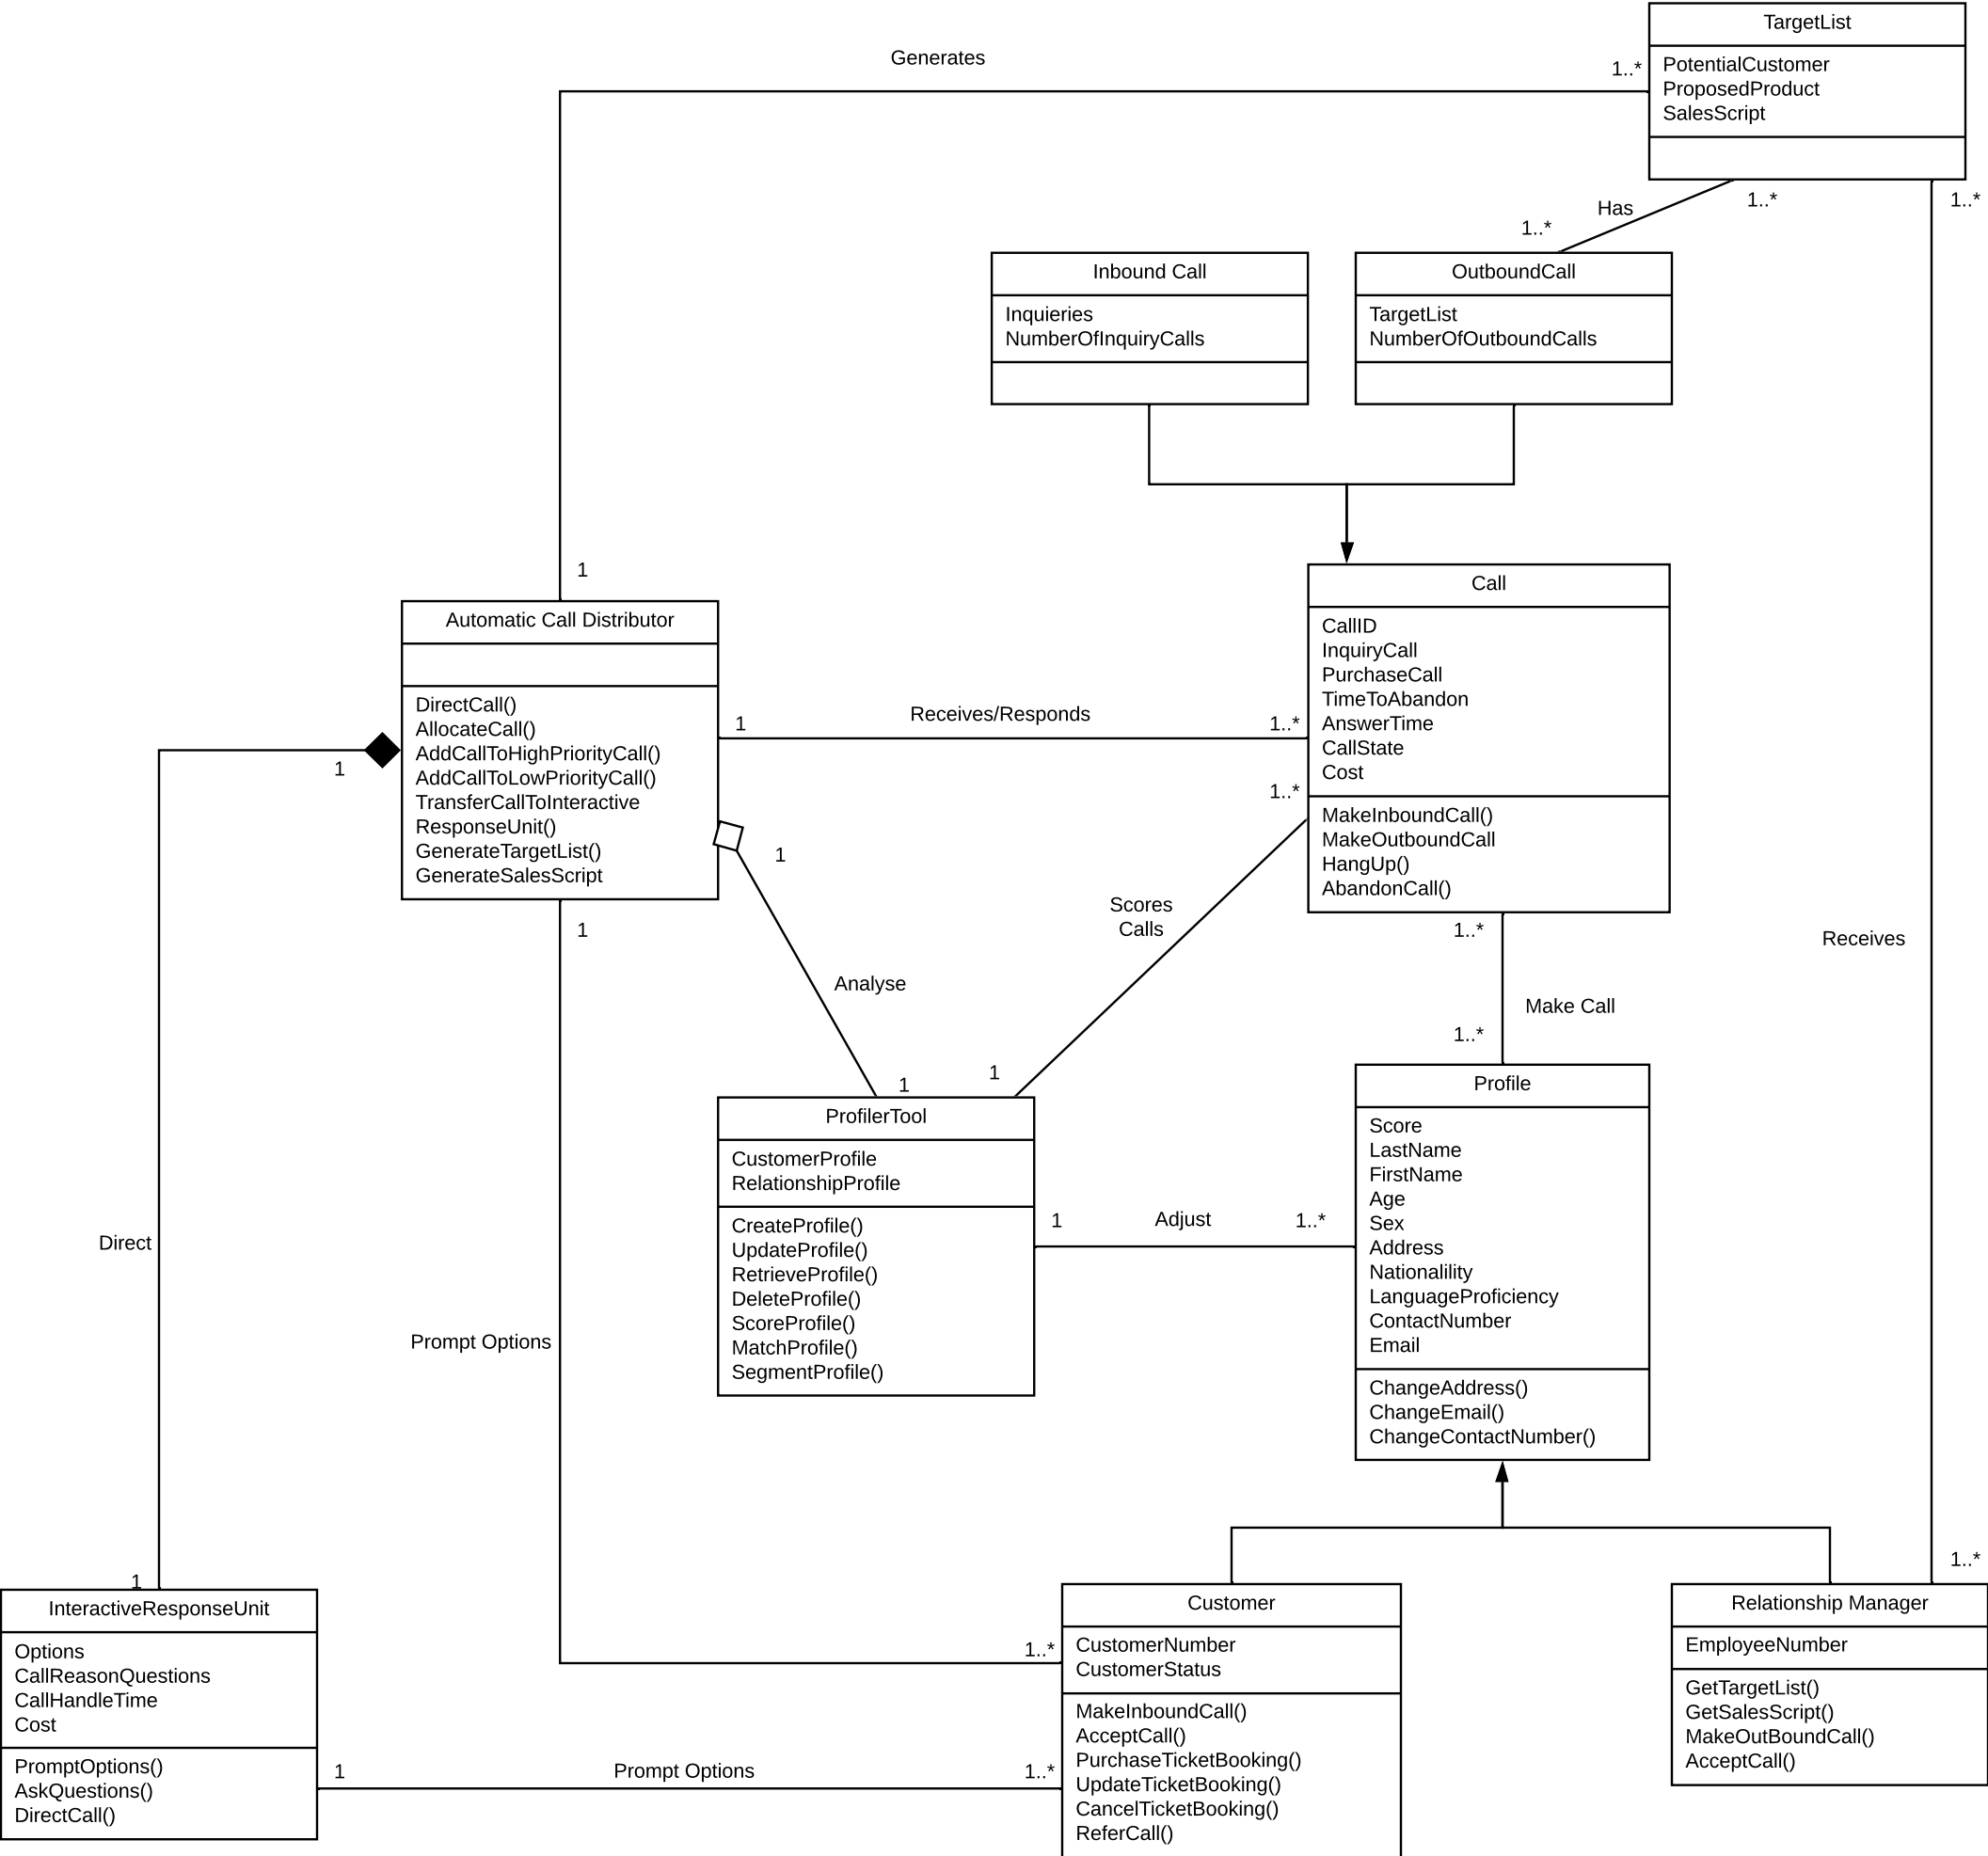 TargetList
PotentialCustomer
ProposedProduct
SalesScript
Generates
1..*
1..*
1..*
Has
1..*
Inbound Call
Inquieries
NumberOfInquiryCalls
OutboundCall
TargetList
NumberOfOutboundCalls
1
Automatic Call Distributor
DirectCall()
AllocateCall()
AddCallToHighPriorityCall()
AddCallToLowPriorityCall()
TransferCallToInteractive
ResponseUnit()
GenerateTargetList()
GenerateSalesScript
Call
CallID
InquiryCall
PurchaseCall
TimeToAbandon
AnswerTime
CallState
Cost
MakeInboundCall()
MakeOutboundCall
HangUp()
AbandonCall()
1
Receives/Responds
1..*
1
1..*
1
1
Scores
Calls
1..*
Receives
Analyse
Make Call
1..*
1
1
ProfilerTool
CustomerProfile
RelationshipProfile
CreateProfile()
UpdateProfile()
RetrieveProfile()
DeleteProfile()
ScoreProfile()
MatchProfile()
SegmentProfile()
1
Adjust
1..*
Profile
Score
LastName
FirstName
Age
Sex
Address
Nationalility
LanguageProficiency
ContactNumber
Email
ChangeAddress()
ChangeEmail()
ChangeContactNumber()
Direct
Prompt Options
1
1..*
InteractiveResponseUnit
Options
CallReasonQuestions
CallHandleTime
Cost
PromptOptions()
AskQuestions()
DirectCall()
1..*
1
Prompt Options
1..*
Customer
CustomerNumber
CustomerStatus
MakeInboundCall()
AcceptCall()
PurchaseTicketBooking()
UpdateTicketBooking()
CancelTicketBooking()
ReferCall()
Relationship Manager
EmployeeNumber
GetTargetList()
GetSalesScript()
MakeOutBoundCall()
AcceptCall()